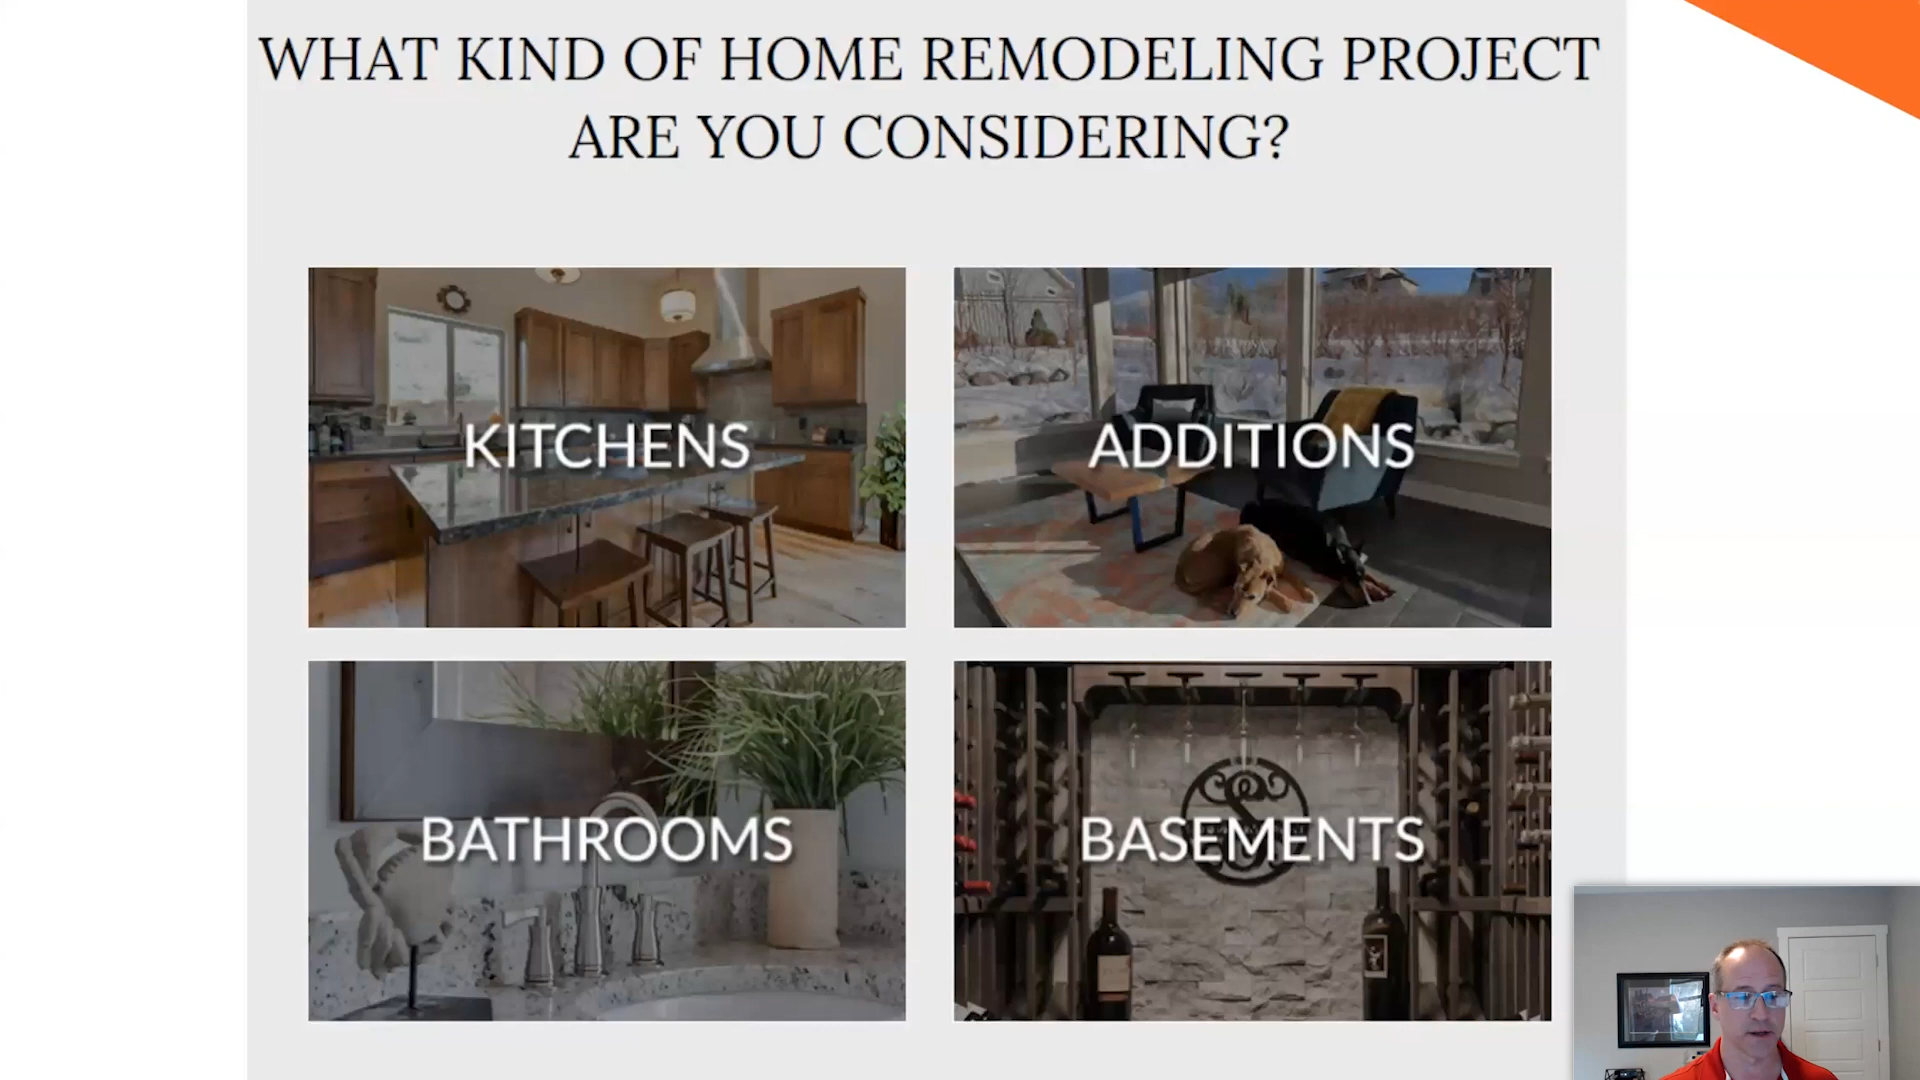 WHAT KIND OF HOME REMODELING PROJECT
ARE YOU CONSIDERING?
KITCHENS
ADDITIONS
BATHROOMS
BASEMENTS